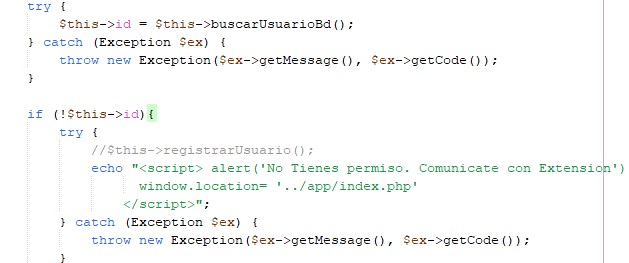 try {
$this->id = $this->buscarUsuarioBd();
} catch (Exception $ex) {
throw new Exception($ex->getMessage(), $ex->getCode());
}
if (!$this->id){
try {
//$this->registrarUsuario();
echo "<script> alert('No Tienes permiso. Comunicate con Extension')
window.location= '../app/index.php'
</script>";
} catch (Exception $ex) {
throw new Exception($ex->getMessage(), $ex->getCode());
}